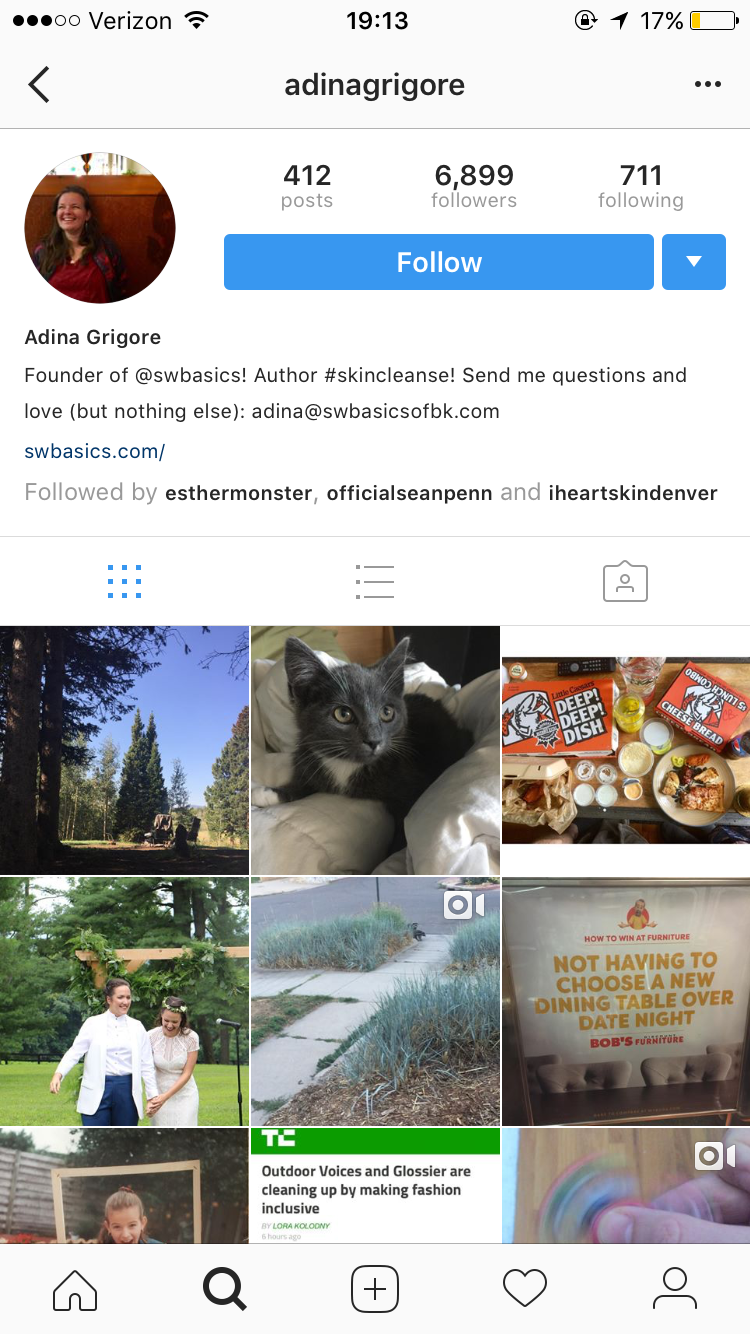 Verizon 19:13 17%
adinagrigore
412 6,899 711
posts followers following
Follow
Adina Grigore
Founder of @swbasics! Author #skincleanse! Send me questions and
love (but nothing else): adina@swbasicsofbk.com
swbasics.com/
Followed by esthermonster, officialseanpenn and iheartskindenver
Little Caesars
DEEP!
DEEP!
DISH
$5 LUNCH COMBO
CHEESE BREAD
HOW TO WIN AT FURNITURE
NOT HAVING TO
CHOOSE A NEW
DINING TABLE OVER
DATE NIGHT
BOB'S DISCOUNT FURNITURE
TC
Outdoor Voices and Glossier are
cleaning up by making fashion
inclusive
BY LORA KOLODNY
6 hours ago